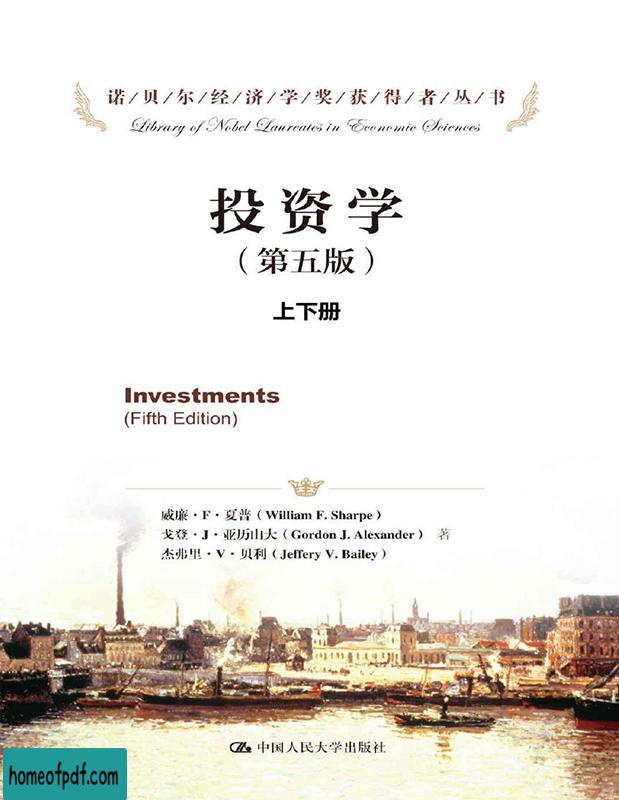 诺/贝/尔/经/济/学/奖/获/得/者/丛/书
Library of Nobel Laureates in Economic Sciences
投资学
（第五版）
上下册
Investments
(Fifth Edition)
威廉·F·夏普（William F. Sharpe）
戈登·J·亚历山大（Gordon J. Alexander） 著
杰弗里·V·贝利（Jeffery V. Bailey）
中国人民大学出版社
homeofpdf.com